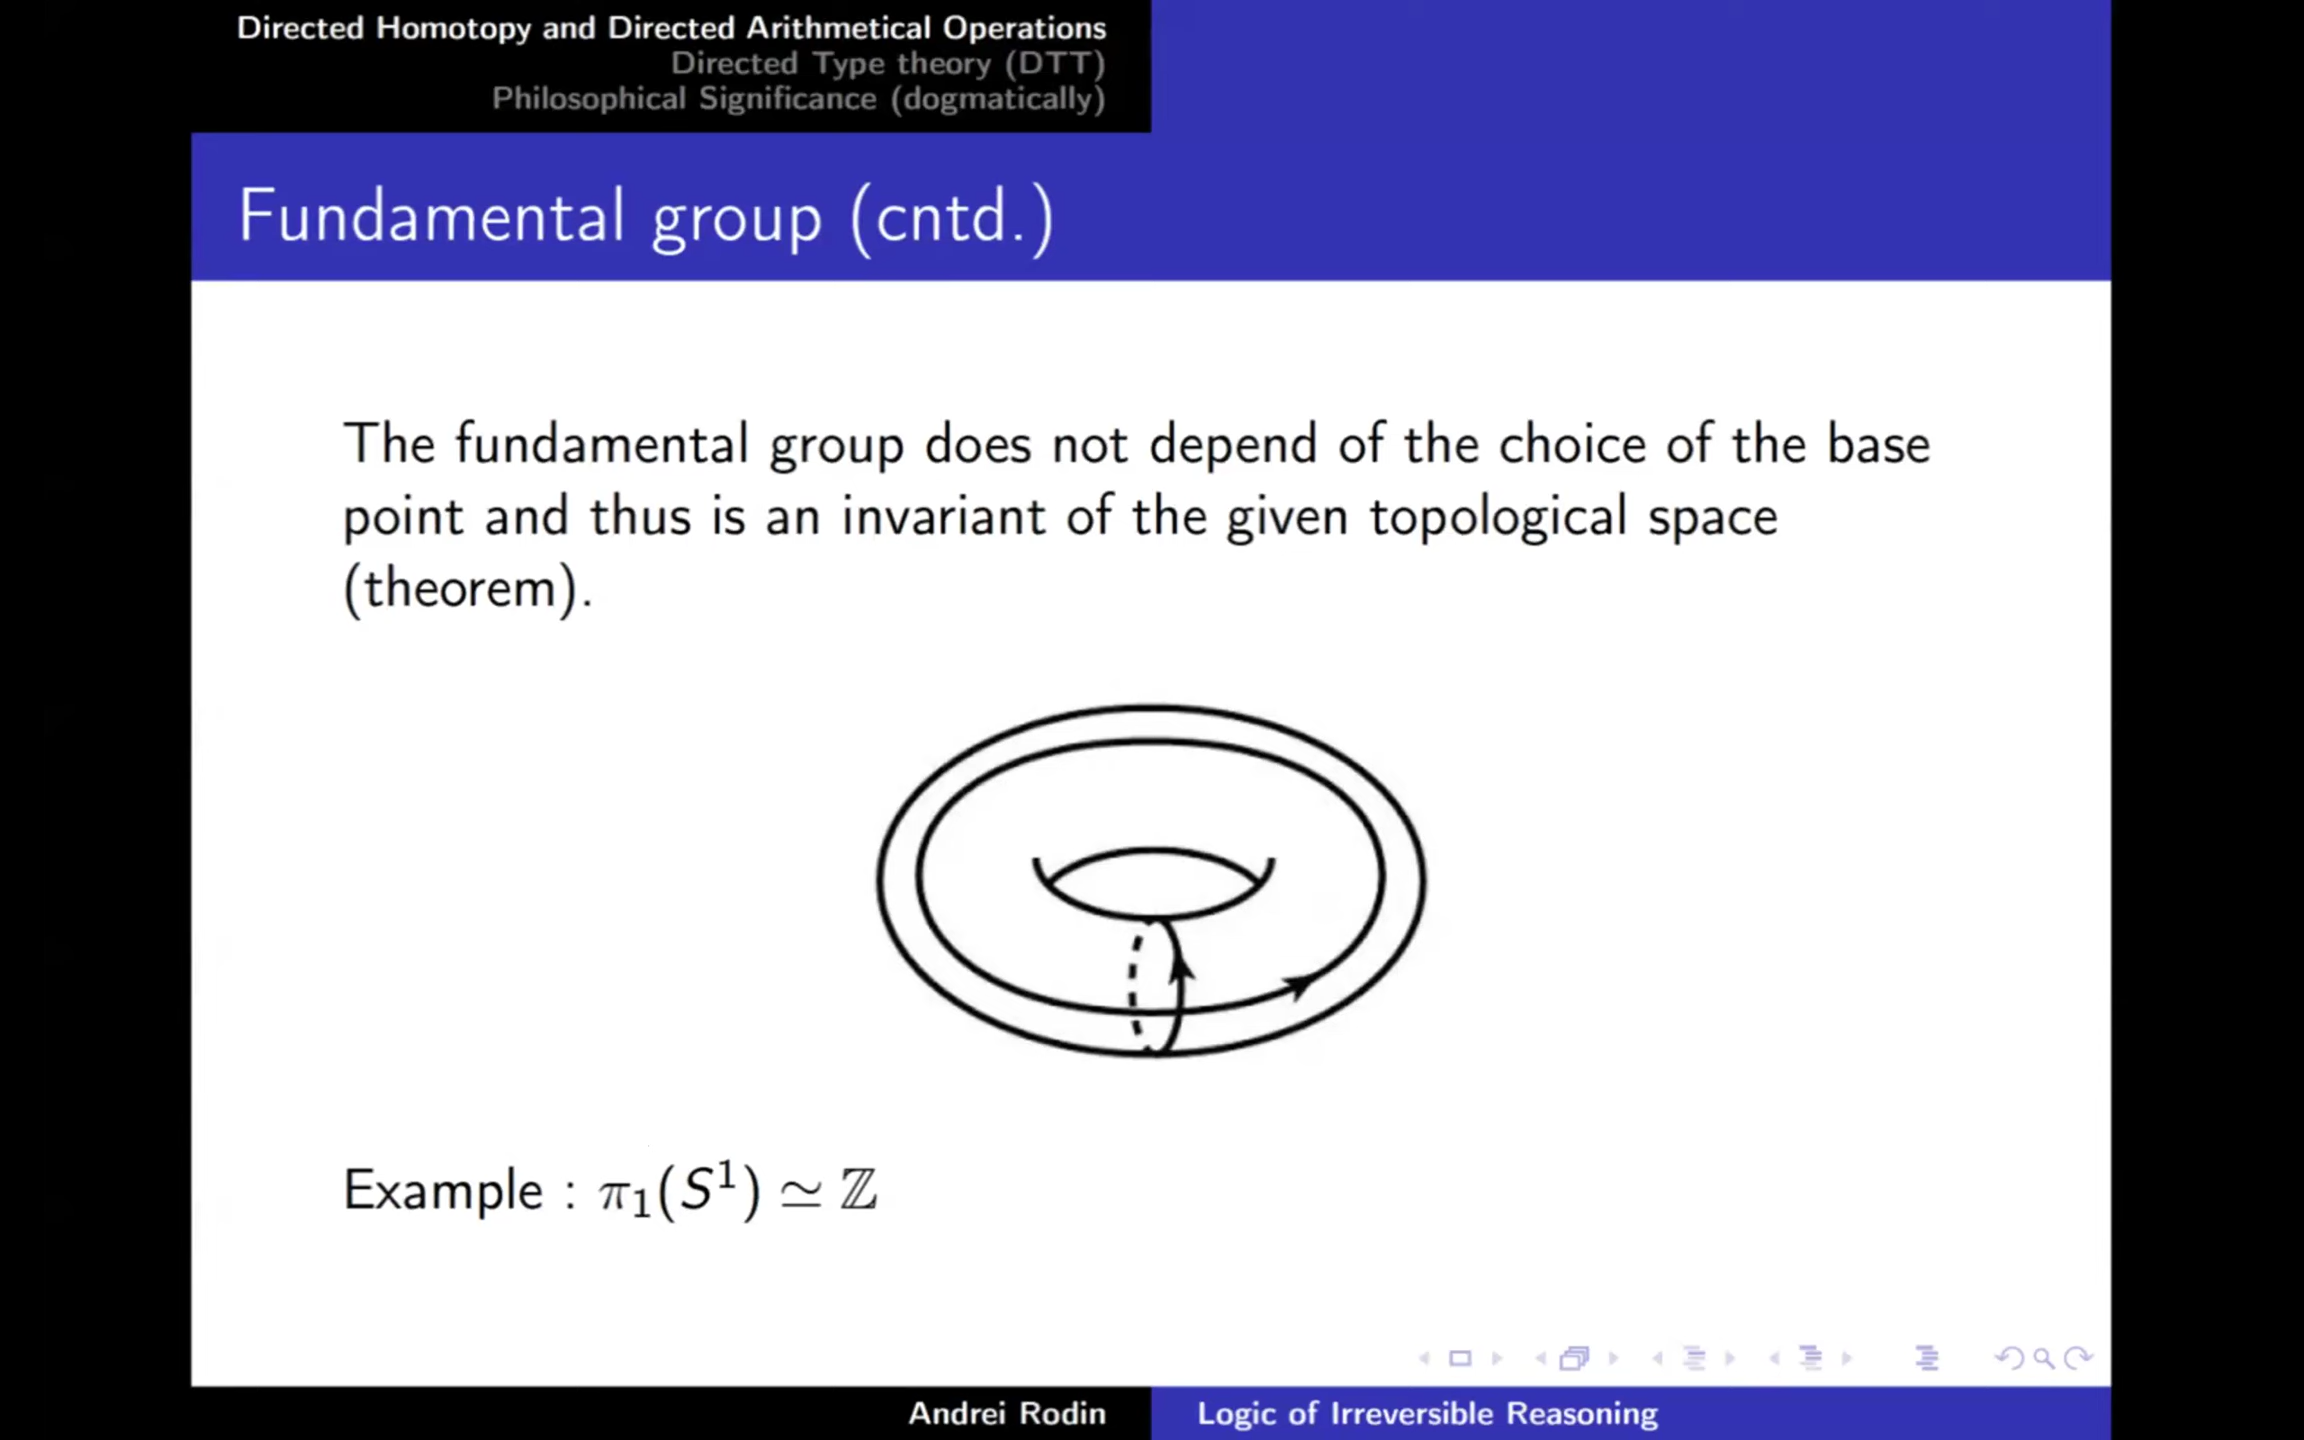 Directed Homotopy and Directed Arithmetical Operations
Directed Type theory (DTT)
Philosophical Significance (dogmatically)
Fundamental group (cntd.)
The fundamental group does not depend of the choice of the base
point and thus is an invariant of the given topological space
(theorem).
Example : π₁(S¹) ≃ ℤ
Andrei Rodin
Logic of Irreversible Reasoning